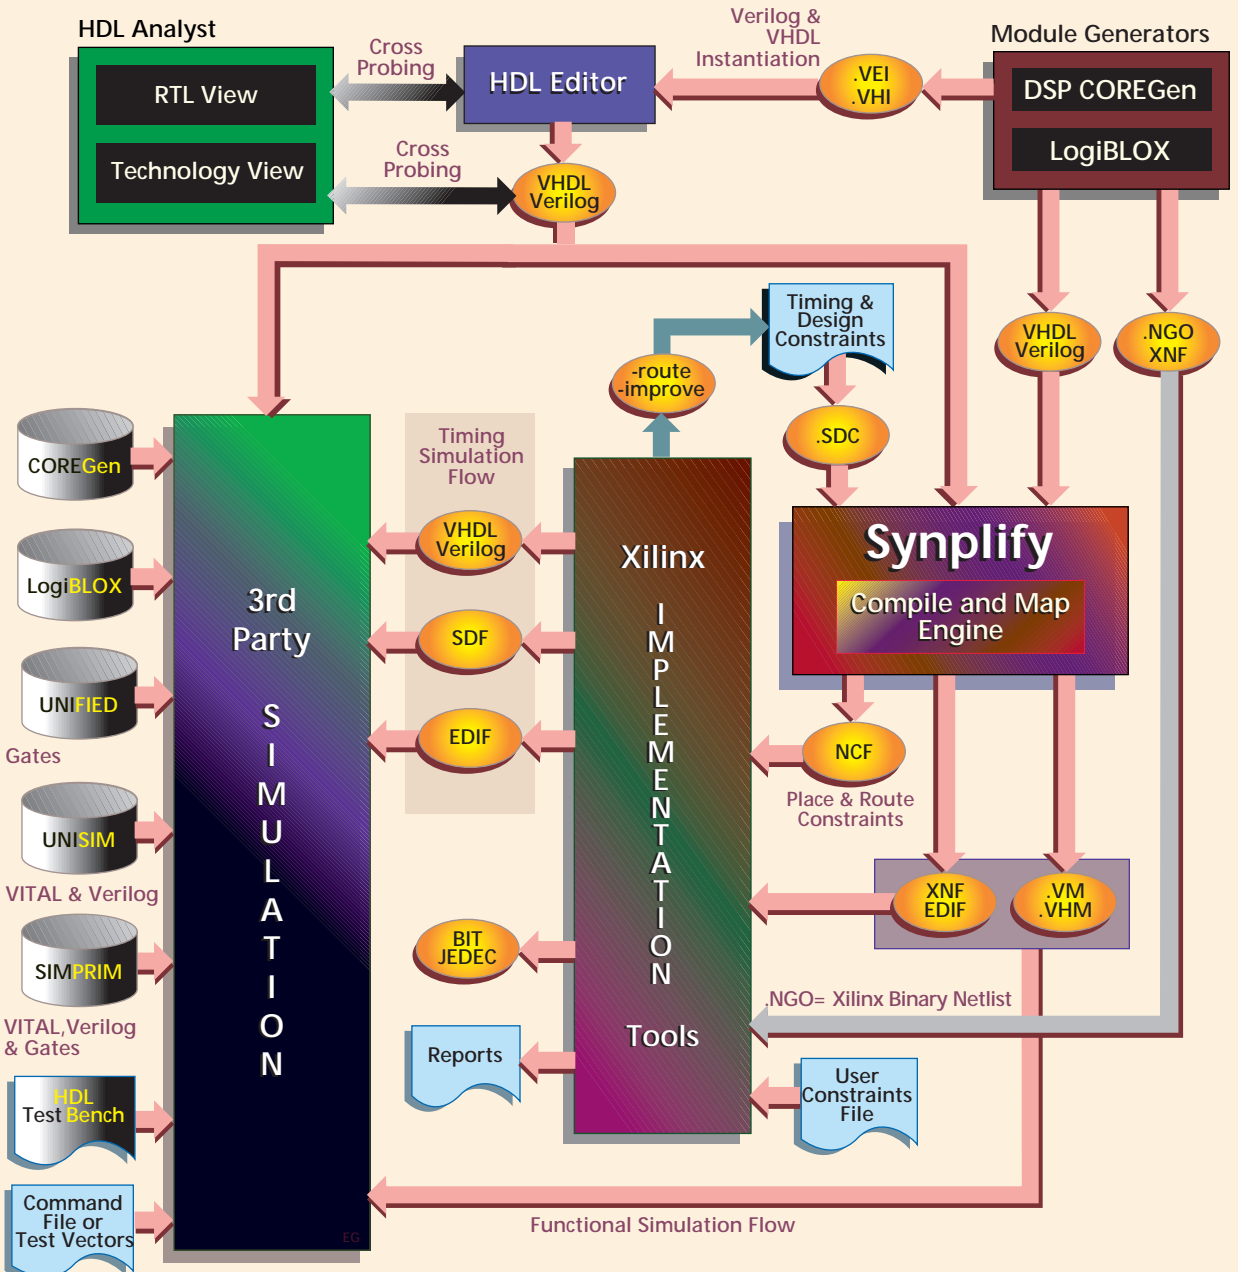 HDL Analyst
RTL View
Technology View
Cross
Probing
Cross
Probing
HDL Editor
VHDL
Verilog
Verilog &
VHDL
Instantiation
.VEI
.VHI
Module Generators
DSP COREGen
LogiBLOX
Timing &
Design
Constraints
-route
-improve
.SDC
VHDL
Verilog
.NGO
XNF
COREGen
LogiBLOX
UNIFIED
Gates
UNISIM
VITAL & Verilog
SIMPRIM
VITAL,Verilog
& Gates
HDL
Test Bench
Command
File or
Test Vectors
3rd
Party
SIMULATION
EG
Timing
Simulation
Flow
VHDL
Verilog
SDF
EDIF
BIT
JEDEC
Reports
Xilinx
IMPLEMENTATION
Tools
Synplify
Compile and Map
Engine
NCF
Place & Route
Constraints
XNF
EDIF
.VM
.VHM
.NGO= Xilinx Binary Netlist
User
Constraints
File
Functional Simulation Flow